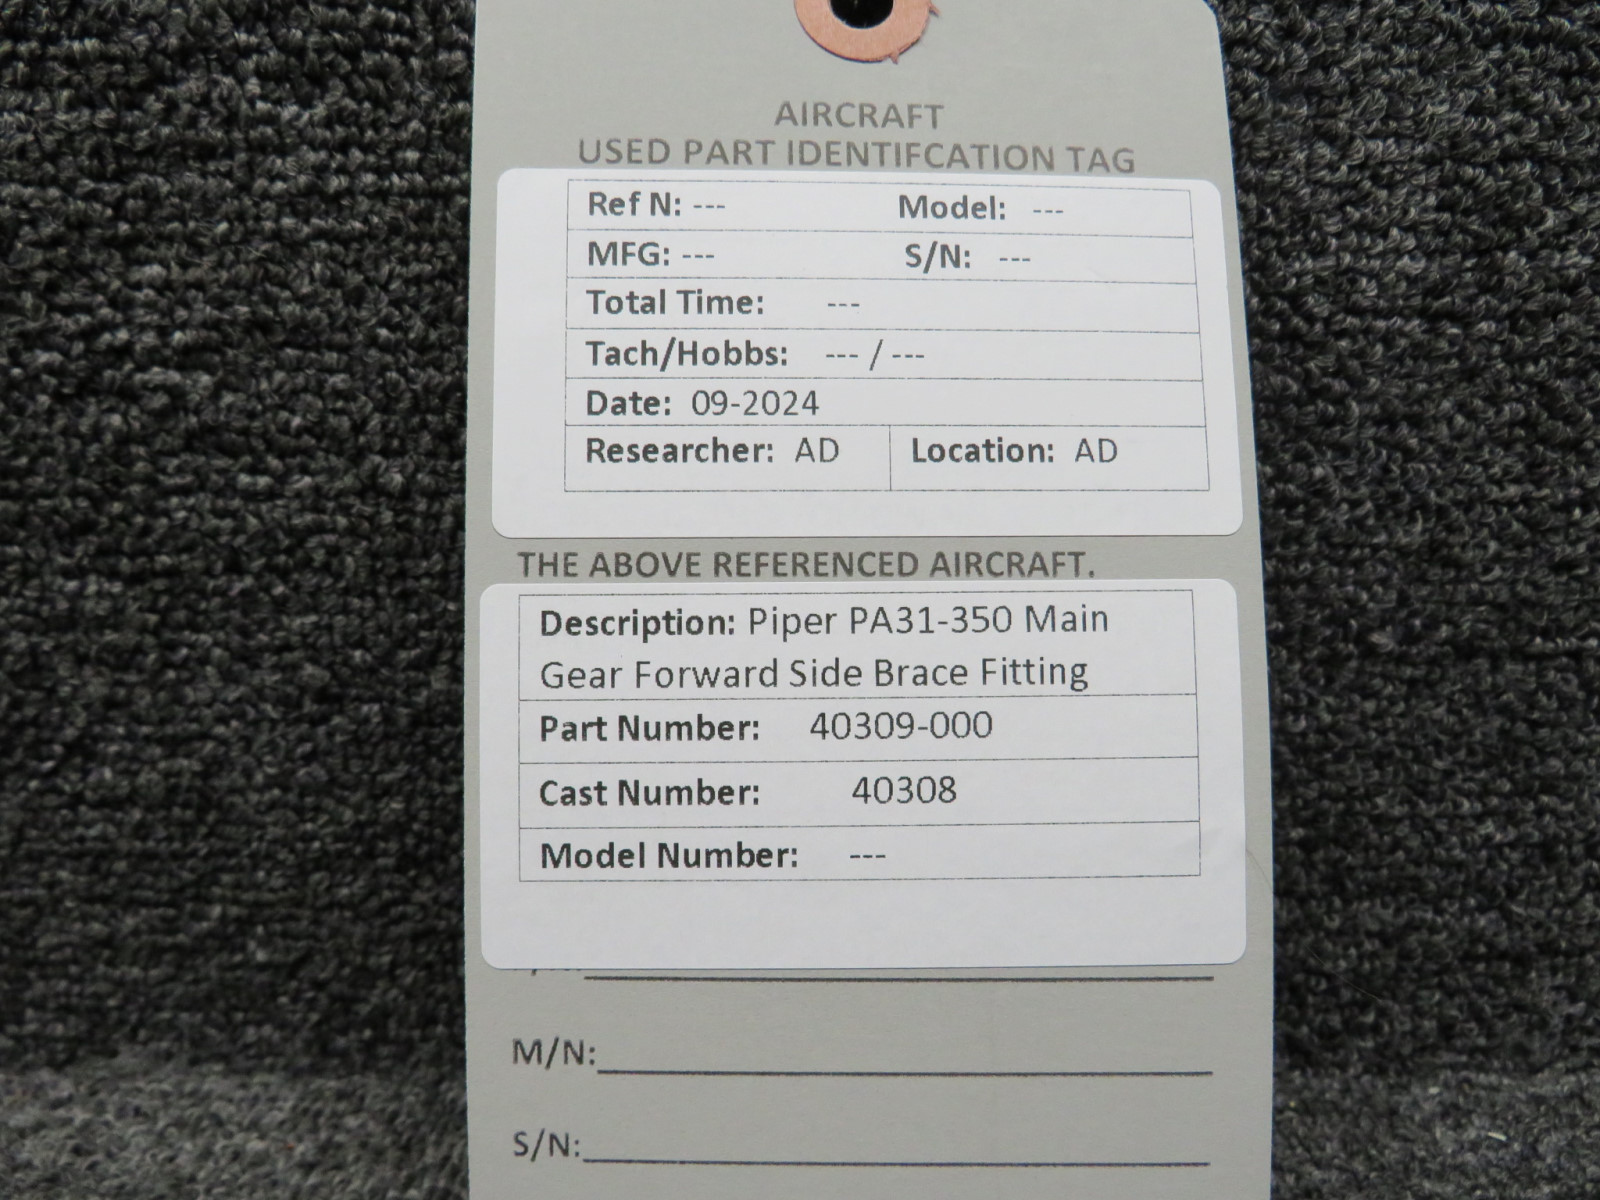 AIRCRAFT
USED PART IDENTIFCATION TAG
Ref N: --- Model: ---
MFG: --- S/N: ---
Total Time: ---
Tach/Hobbs: --- / ---
Date: 09-2024
Researcher: AD Location: AD
THE ABOVE REFERENCED AIRCRAFT.
Description: Piper PA31-350 Main
Gear Forward Side Brace Fitting
Part Number: 40309-000
Cast Number: 40308
Model Number: ---
M/N:
S/N: